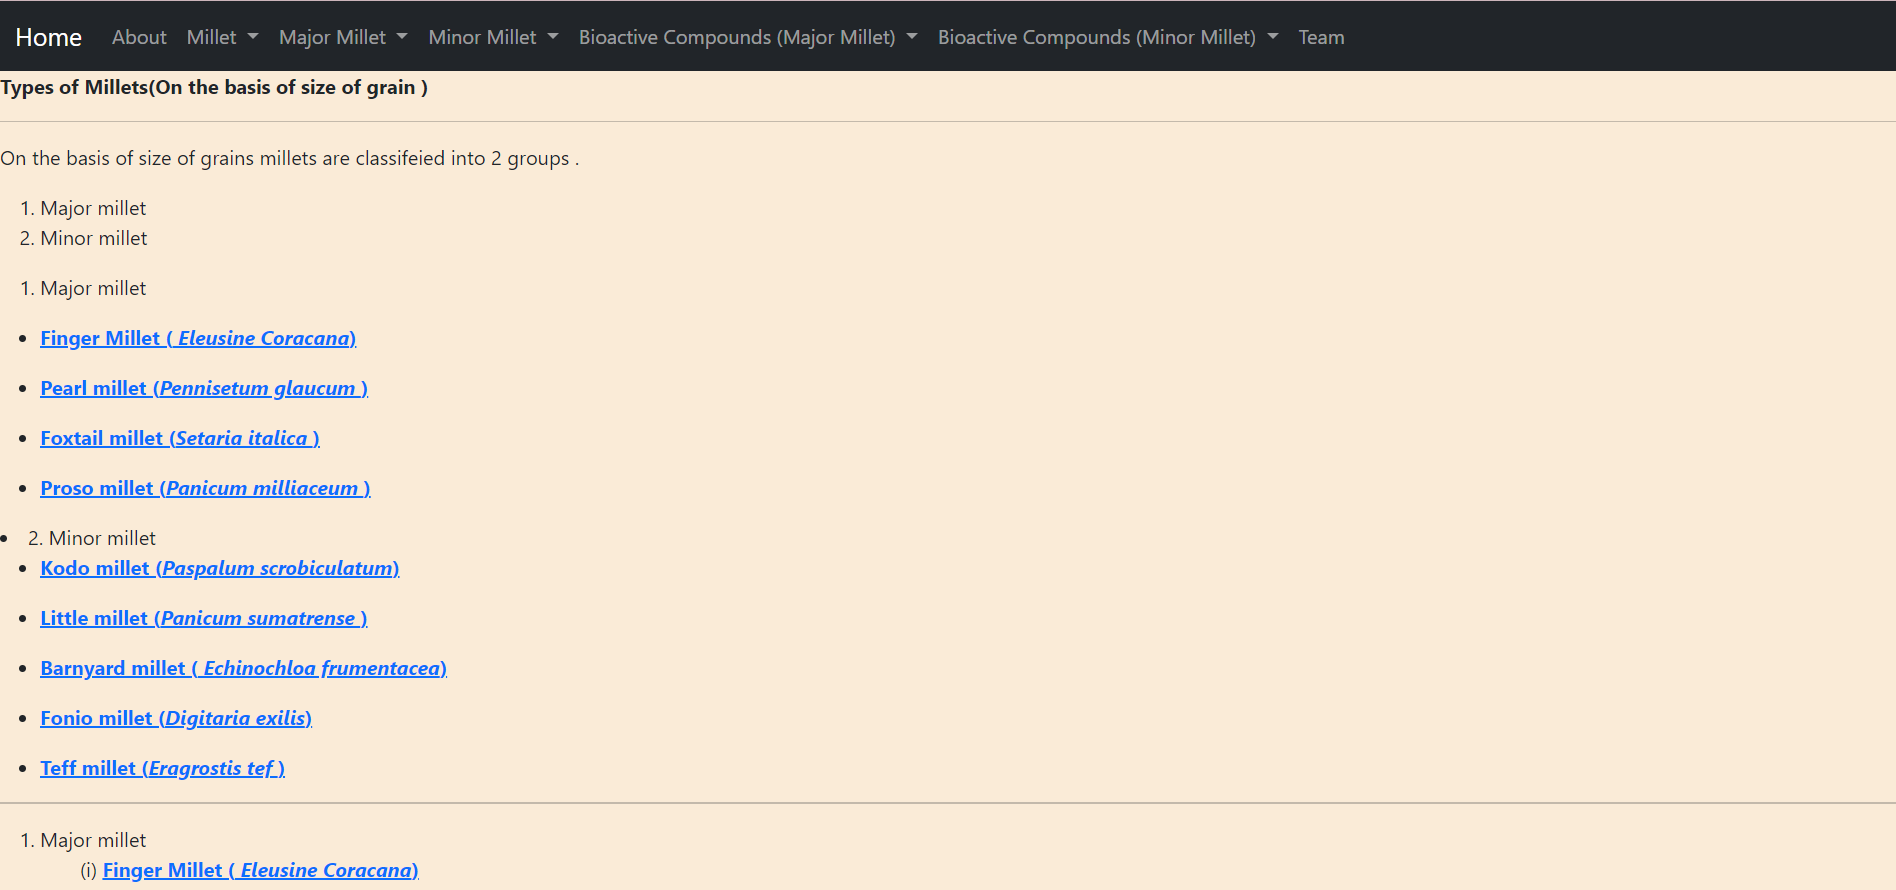 Home About Millet Major Millet Minor Millet Bioactive Compounds (Major Millet) Bioactive Compounds (Minor Millet) Team
Types of Millets(On the basis of size of grain )
On the basis of size of grains millets are classifeied into 2 groups .
1. Major millet
2. Minor millet
1. Major millet
• Finger Millet ( Eleusine Coracana)
• Pearl millet (Pennisetum glaucum )
• Foxtail millet (Setaria italica )
• Proso millet (Panicum milliaceum )
• 2. Minor millet
• Kodo millet (Paspalum scrobiculatum)
• Little millet (Panicum sumatrense )
• Barnyard millet ( Echinochloa frumentacea)
• Fonio millet (Digitaria exilis)
• Teff millet (Eragrostis tef )
1. Major millet
(i) Finger Millet ( Eleusine Coracana)